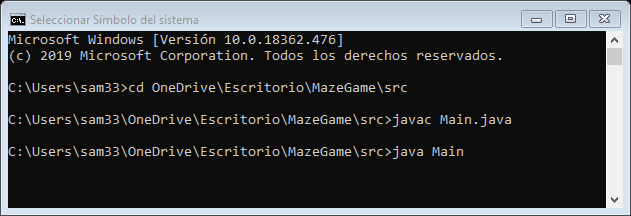 Seleccionar Símbolo del sistema
Microsoft Windows [Versión 10.0.18362.476]
(c) 2019 Microsoft Corporation. Todos los derechos reservados.
C:\Users\sam33>cd OneDrive\Escritorio\MazeGame\src
C:\Users\sam33\OneDrive\Escritorio\MazeGame\src>javac Main.java
C:\Users\sam33\OneDrive\Escritorio\MazeGame\src>java Main